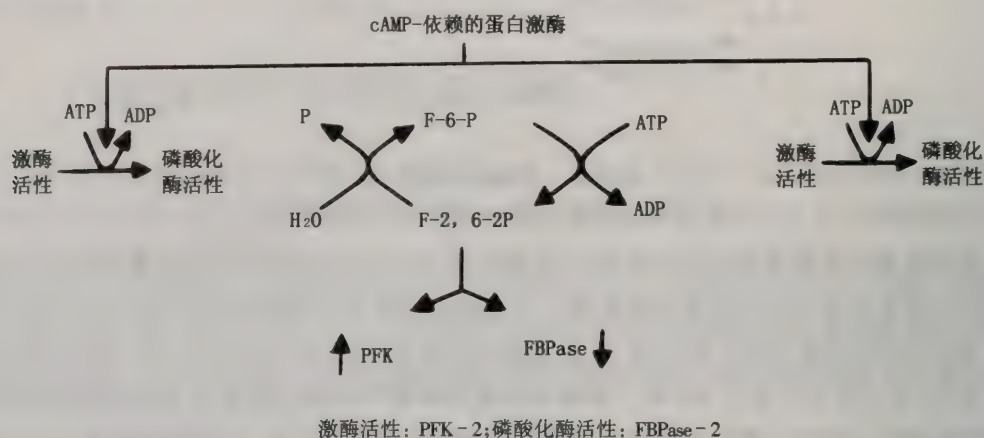 cAMP-依赖的蛋白激酶
ATP ADP
激酶活性 磷酸化酶活性
P F-6-P ATP
H₂O F-2, 6-2P ADP
ATP ADP
激酶活性 磷酸化酶活性
PFK FBPase
激酶活性: PFK-2;磷酸化酶活性: FBPase-2